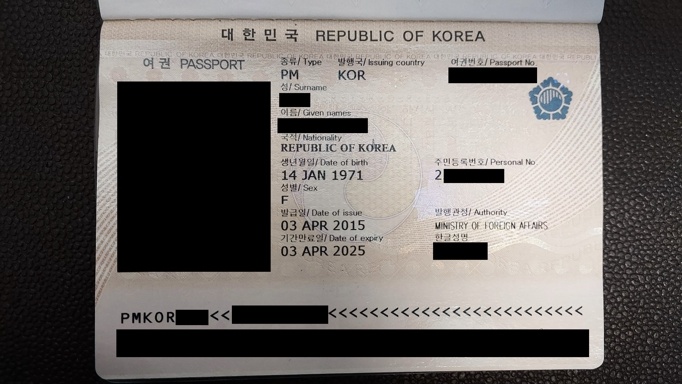 대한민국 REPUBLIC OF KOREA
여권 PASSPORT
종류/ Type 발행국/ Issuing country 여권번호/ Passport No
PM KOR
성/ Surname
이름/ Given names
국적/ Nationality
REPUBLIC OF KOREA
생년월일/ Date of birth 주민등록번호/ Personal No
14 JAN 1971 2
성별/ Sex
F
발급일/ Date of issue 발행관청/ Authority
03 APR 2015 MINISTRY OF FOREIGN AFFAIRS
기간만료일/ Date of expiry 한글성명
03 APR 2025
PMKOR <<  <<<<<<<<<<<<<<<<<<<<<<<<<<<